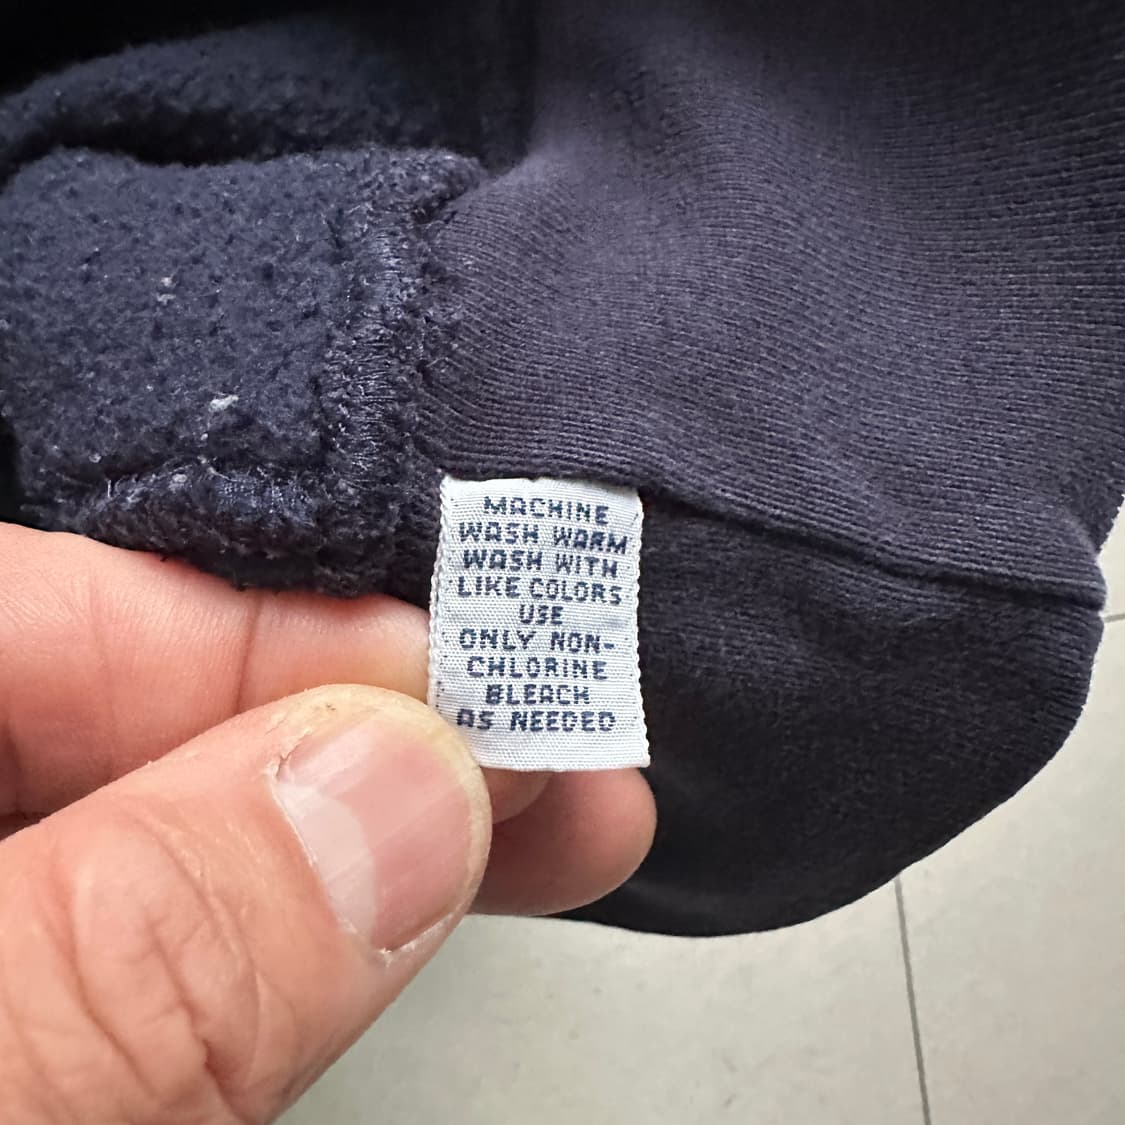 MACHINE
WASH WARM
WASH WITH
LIKE COLORS
USE
ONLY NON-
CHLORINE
BLEACH
AS NEEDED